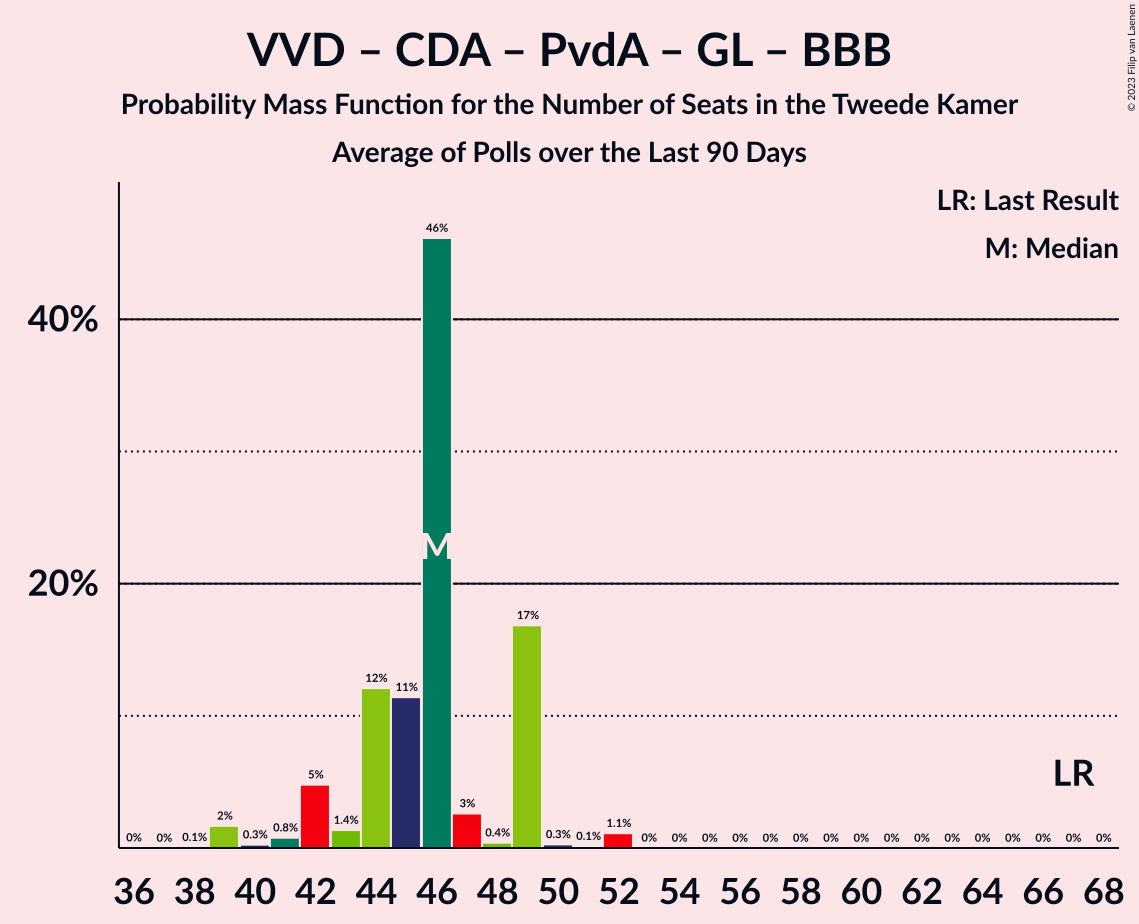 VVD – CDA – PvdA – GL – BBB
Probability Mass Function for the Number of Seats in the Tweede Kamer
Average of Polls over the Last 90 Days
© 2023 Filip van Laenen
LR: Last Result
M: Median
40%
20%
0% 0% 0.1% 2% 0.3% 0.8% 5% 1.4% 12% 11% 46% 3% 0.4% 17% 0.3% 0.1% 1.1% 0% 0% 0% 0% 0% 0% 0% 0% 0% 0% 0% 0% 0% 0% 0% 0%
M
LR
36 38 40 42 44 46 48 50 52 54 56 58 60 62 64 66 68